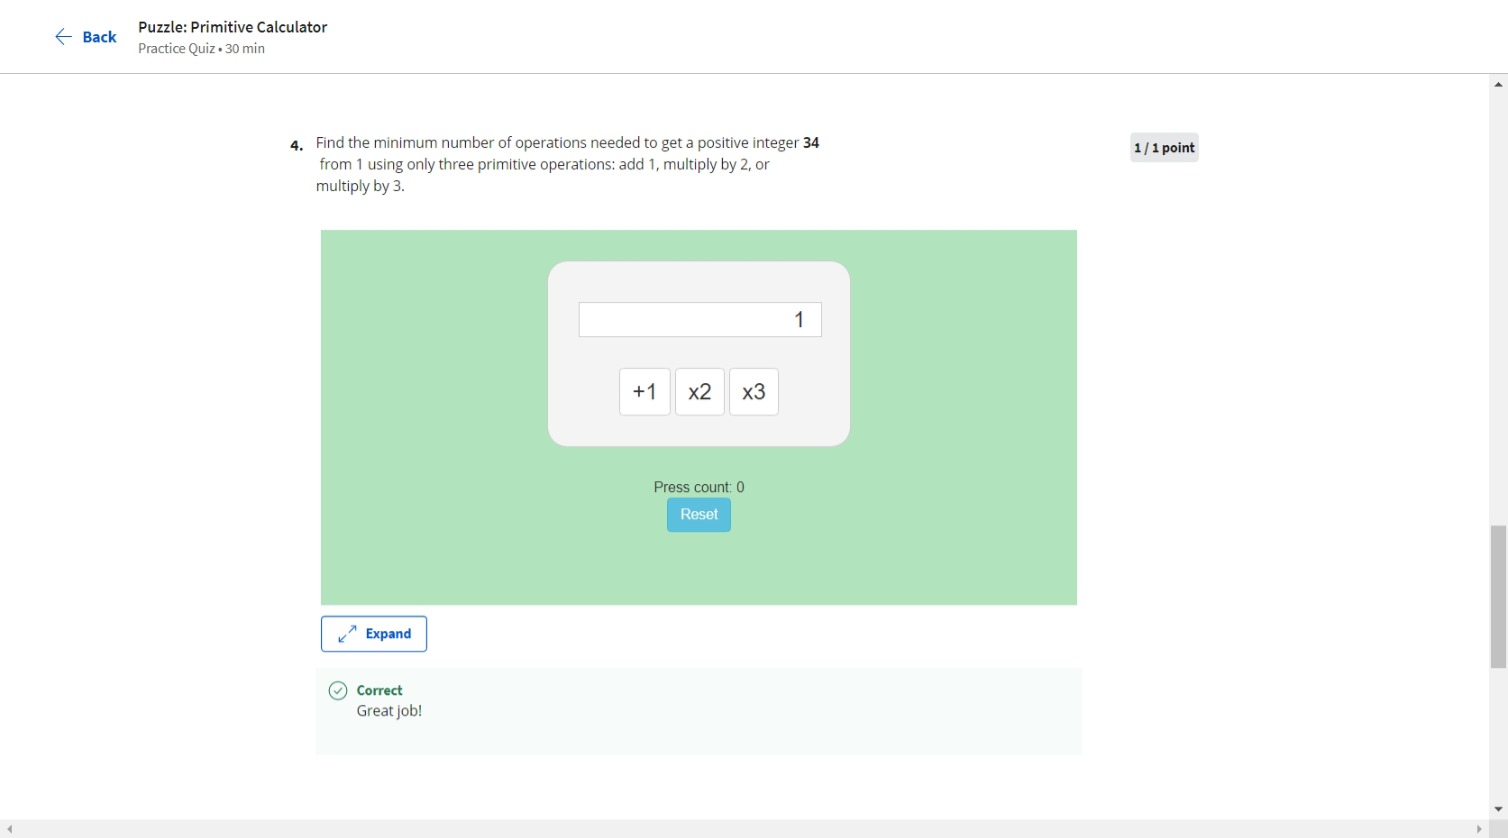 Back
Puzzle: Primitive Calculator
Practice Quiz • 30 min
4. Find the minimum number of operations needed to get a positive integer 34
from 1 using only three primitive operations: add 1, multiply by 2, or
multiply by 3.
1 / 1 point
1
+1 x2 x3
Press count: 0
Reset
Expand
Correct
Great job!